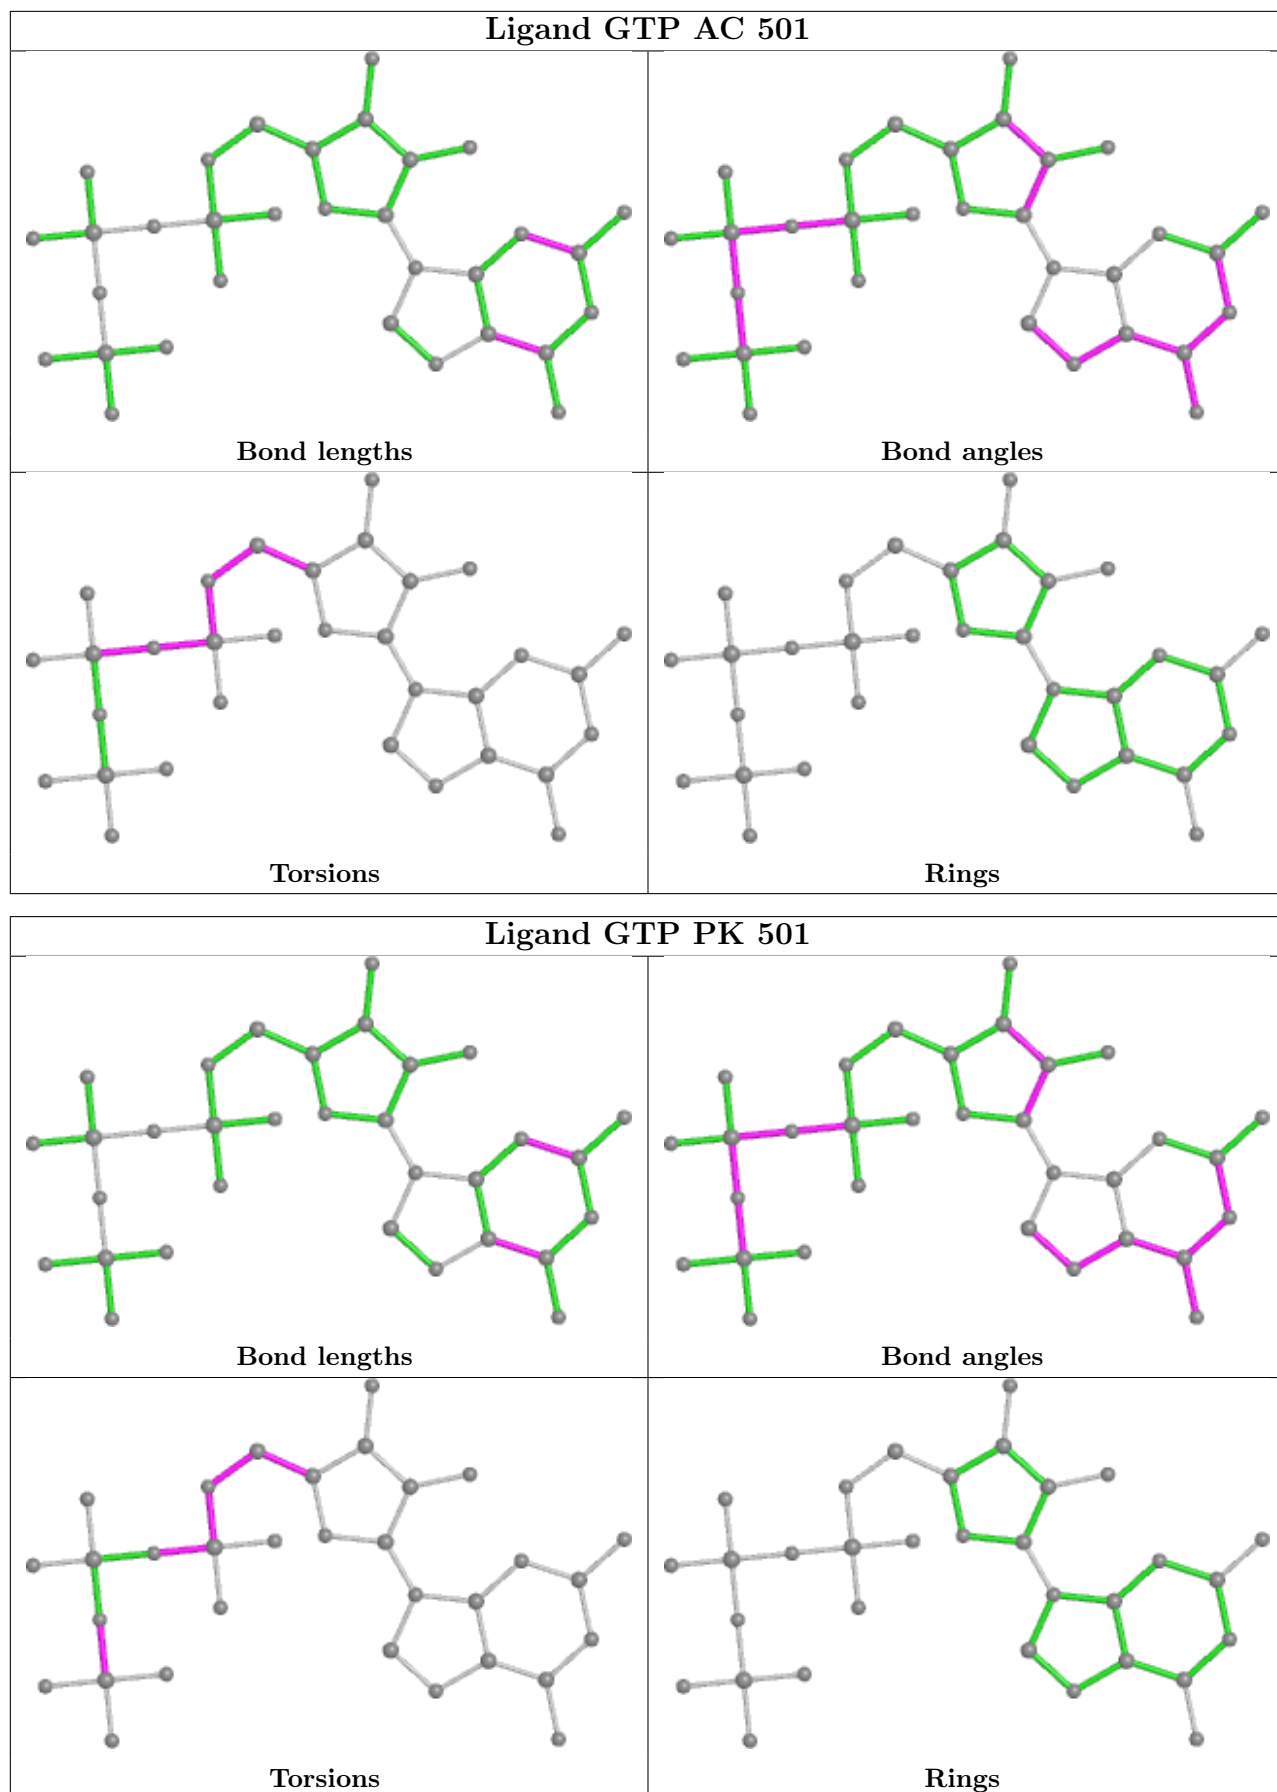 Ligand GTP AC 501
Bond lengths
Bond angles
Torsions
Rings
Ligand GTP PK 501
Bond lengths
Bond angles
Torsions
Rings